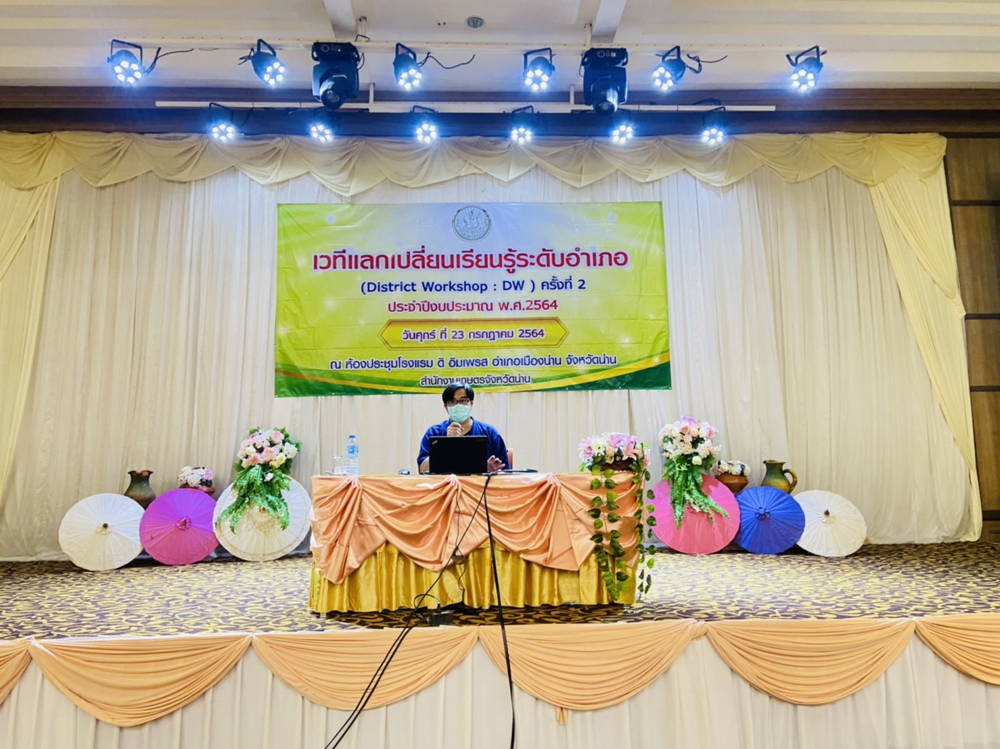 เวทีแลกเปลี่ยนเรียนรู้ระดับอำเภอ
(District Workshop : DW ) ครั้งที่ 2
ประจำปีงบประมาณ พ.ศ.2564
วันศุกร์ ที่ 23 กรกฎาคม 2564
ณ ห้องประชุมโรงแรม ดิ อิมเพรส อำเภอเมืองน่าน จังหวัดน่าน
สำนักงานเกษตรจังหวัดน่าน